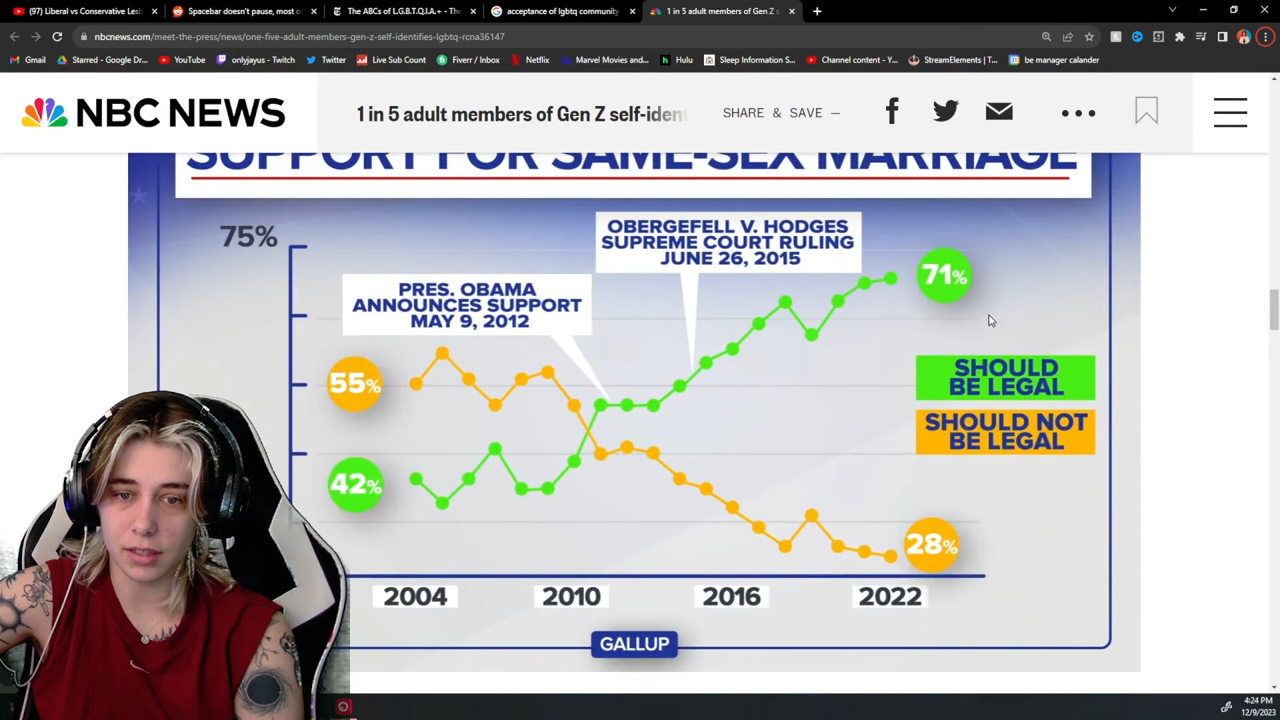 (97) Liberal vs Conservative Lesb
Spacebar doesn't pause, most o
The ABCs of L.G.B.T.Q.I.A.+ - The
acceptance of lgbtq community
1 in 5 adult members of Gen Z s
nbcnews.com/meet-the-press/news/one-five-adult-members-gen-z-self-identifies-lgbtq-rcna36147
Gmail
Starred - Google Dr...
YouTube
onlyjayus - Twitch
Twitter
Live Sub Count
Fiverr / Inbox
Netflix
Marvel Movies and...
Hulu
Sleep Information S...
Channel content - Y...
StreamElements | T...
be manager calander
NBC NEWS
1 in 5 adult members of Gen Z self-iden
SHARE & SAVE —
SUPPORT FOR SAME-SEX MARRIAGE
75%
OBERGEFELL V. HODGES
SUPREME COURT RULING
JUNE 26, 2015
71%
PRES. OBAMA
ANNOUNCES SUPPORT
MAY 9, 2012
55%
SHOULD
BE LEGAL
SHOULD NOT
BE LEGAL
42%
28%
2004
2010
2016
2022
GALLUP
4:24 PM
12/9/2023